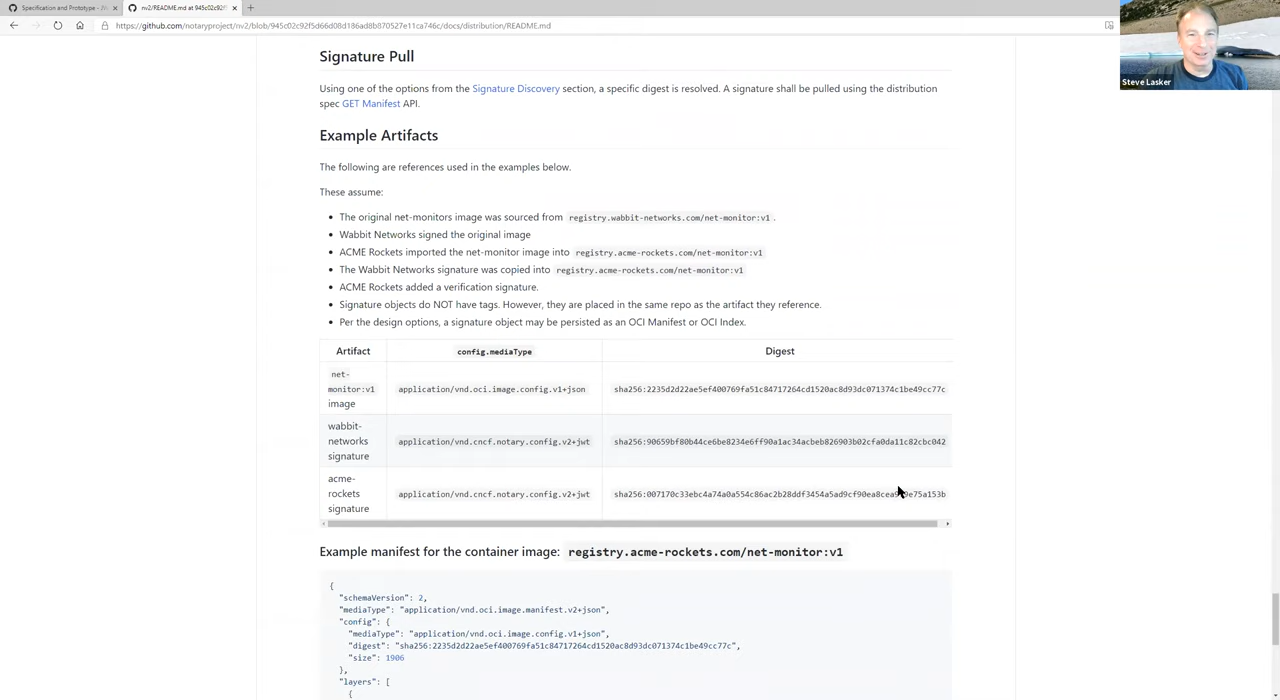 Specification and Prototype - JW
nv2/README.md at 945c02c92f5
https://github.com/notaryproject/nv2/blob/945c02c92f5d66d08d186ad8b870527e11ca746c/docs/distribution/README.md
Steve Lasker
Signature Pull
Using one of the options from the Signature Discovery section, a specific digest is resolved. A signature shall be pulled using the distribution
spec GET Manifest API.
Example Artifacts
The following are references used in the examples below.
These assume:
• The original net-monitors image was sourced from registry.wabbit-networks.com/net-monitor:v1 .
• Wabbit Networks signed the original image
• ACME Rockets imported the net-monitor image into registry.acme-rockets.com/net-monitor:v1
• The Wabbit Networks signature was copied into registry.acme-rockets.com/net-monitor:v1
• ACME Rockets added a verification signature.
• Signature objects do NOT have tags. However, they are placed in the same repo as the artifact they reference.
• Per the design options, a signature object may be persisted as an OCI Manifest or OCI Index.
Artifact config.mediaType Digest
net-
monitor:v1 application/vnd.oci.image.config.v1+json sha256:2235d2d22ae5ef400769fa51c84717264cd1520ac8d93dc071374c1be49cc77c
image
wabbit-
networks application/vnd.cncf.notary.config.v2+jwt sha256:90659bf80b44ce6be8234e6ff90a1ac34acbeb826903b02cfa0da11c82cbc042
signature
acme-
rockets application/vnd.cncf.notary.config.v2+jwt
signature
Example manifest for the container image: registry.acme-rockets.com/net-monitor:v1
{
"schemaVersion": 2,
"mediaType": "application/vnd.oci.image.manifest.v2+json",
"config": {
"mediaType": "application/vnd.oci.image.config.v1+json",
"digest": "sha256:2235d2d22ae5ef400769fa51c84717264cd1520ac8d93dc071374c1be49cc77c",
"size": 1906
},
"layers": [
{